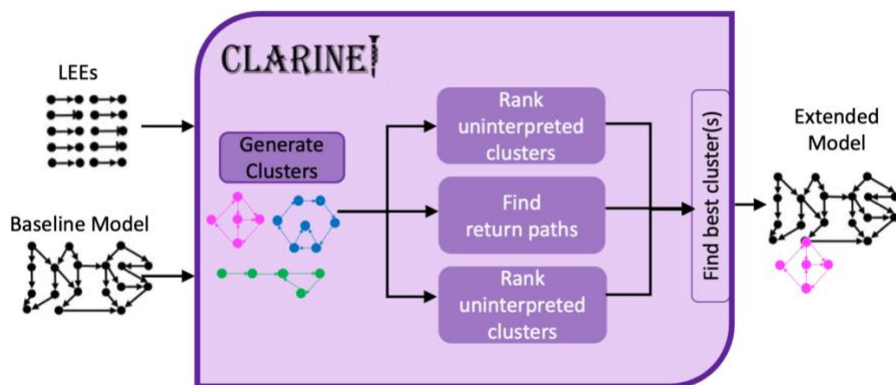 CLARINET
LEEs
Generate
Clusters
Baseline Model
Rank
uninterpreted
clusters
Find
return paths
Rank
uninterpreted
clusters
Find best cluster(s)
Extended
Model